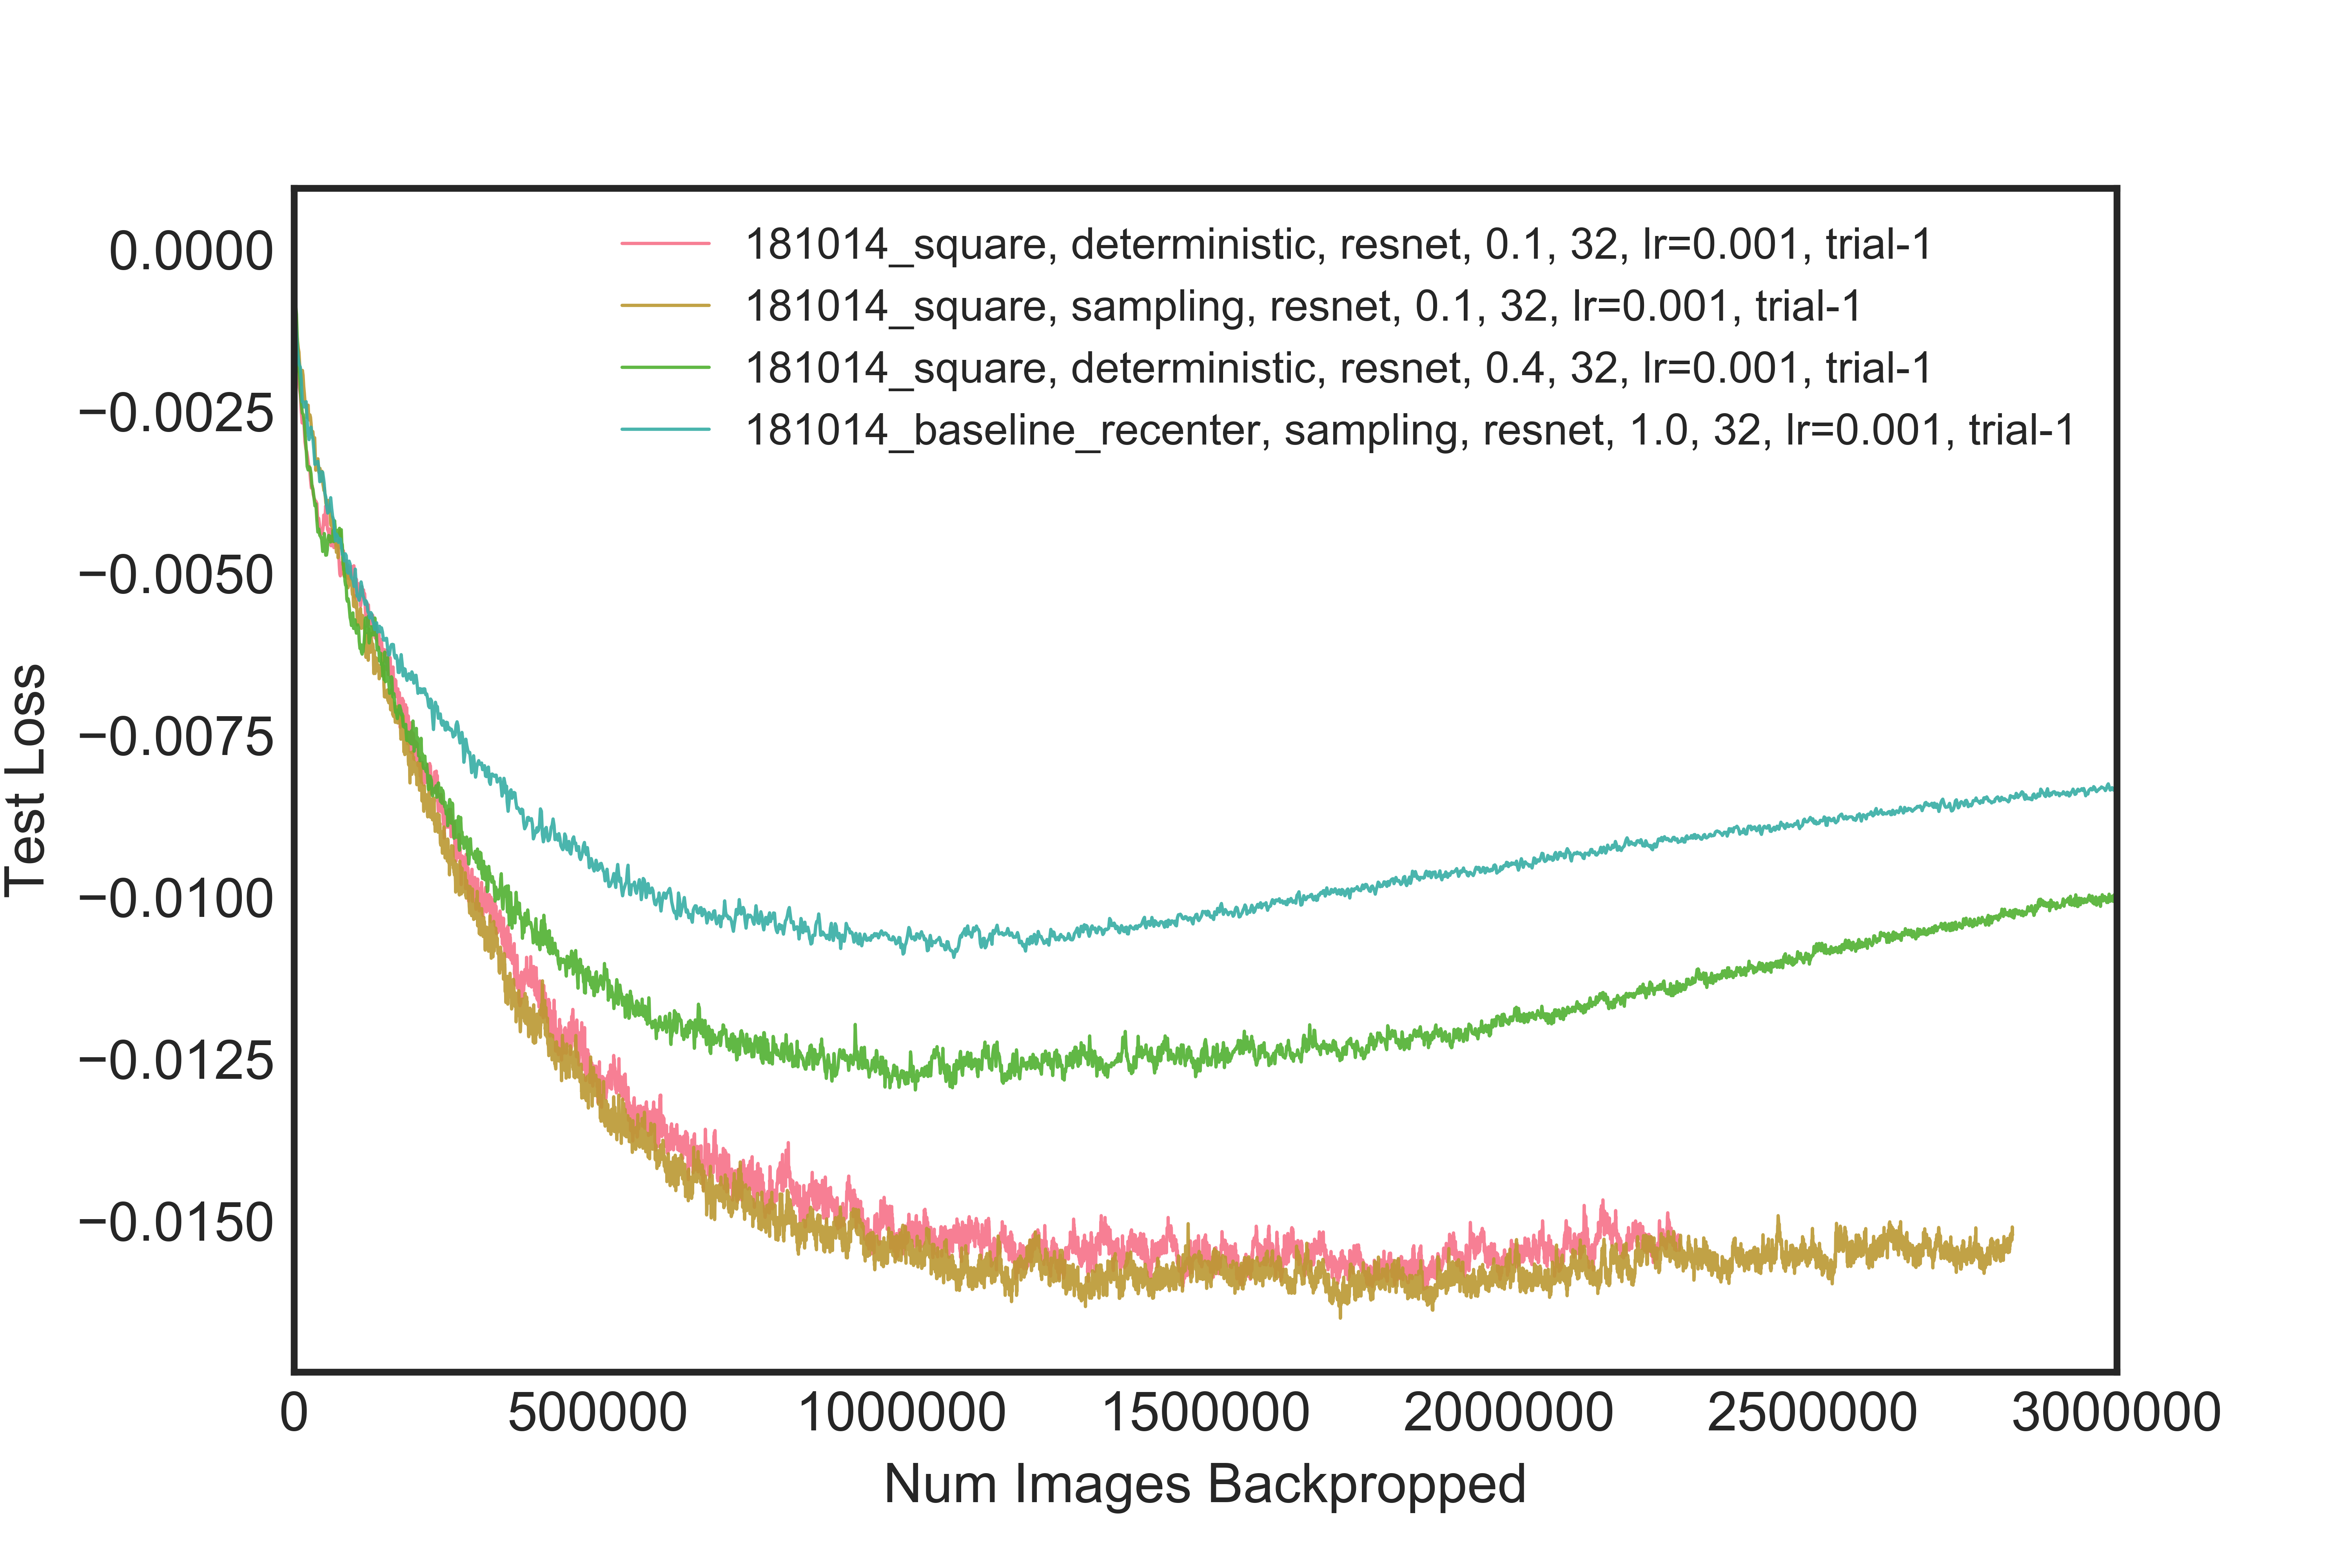 181014_square, deterministic, resnet, 0.1, 32, lr=0.001, trial-1
181014_square, sampling, resnet, 0.1, 32, lr=0.001, trial-1
181014_square, deterministic, resnet, 0.4, 32, lr=0.001, trial-1
181014_baseline_recenter, sampling, resnet, 1.0, 32, lr=0.001, trial-1
Test Loss
0.0000
−0.0025
−0.0050
−0.0075
−0.0100
−0.0125
−0.0150
0 500000 1000000 1500000 2000000 2500000 3000000
Num Images Backpropped